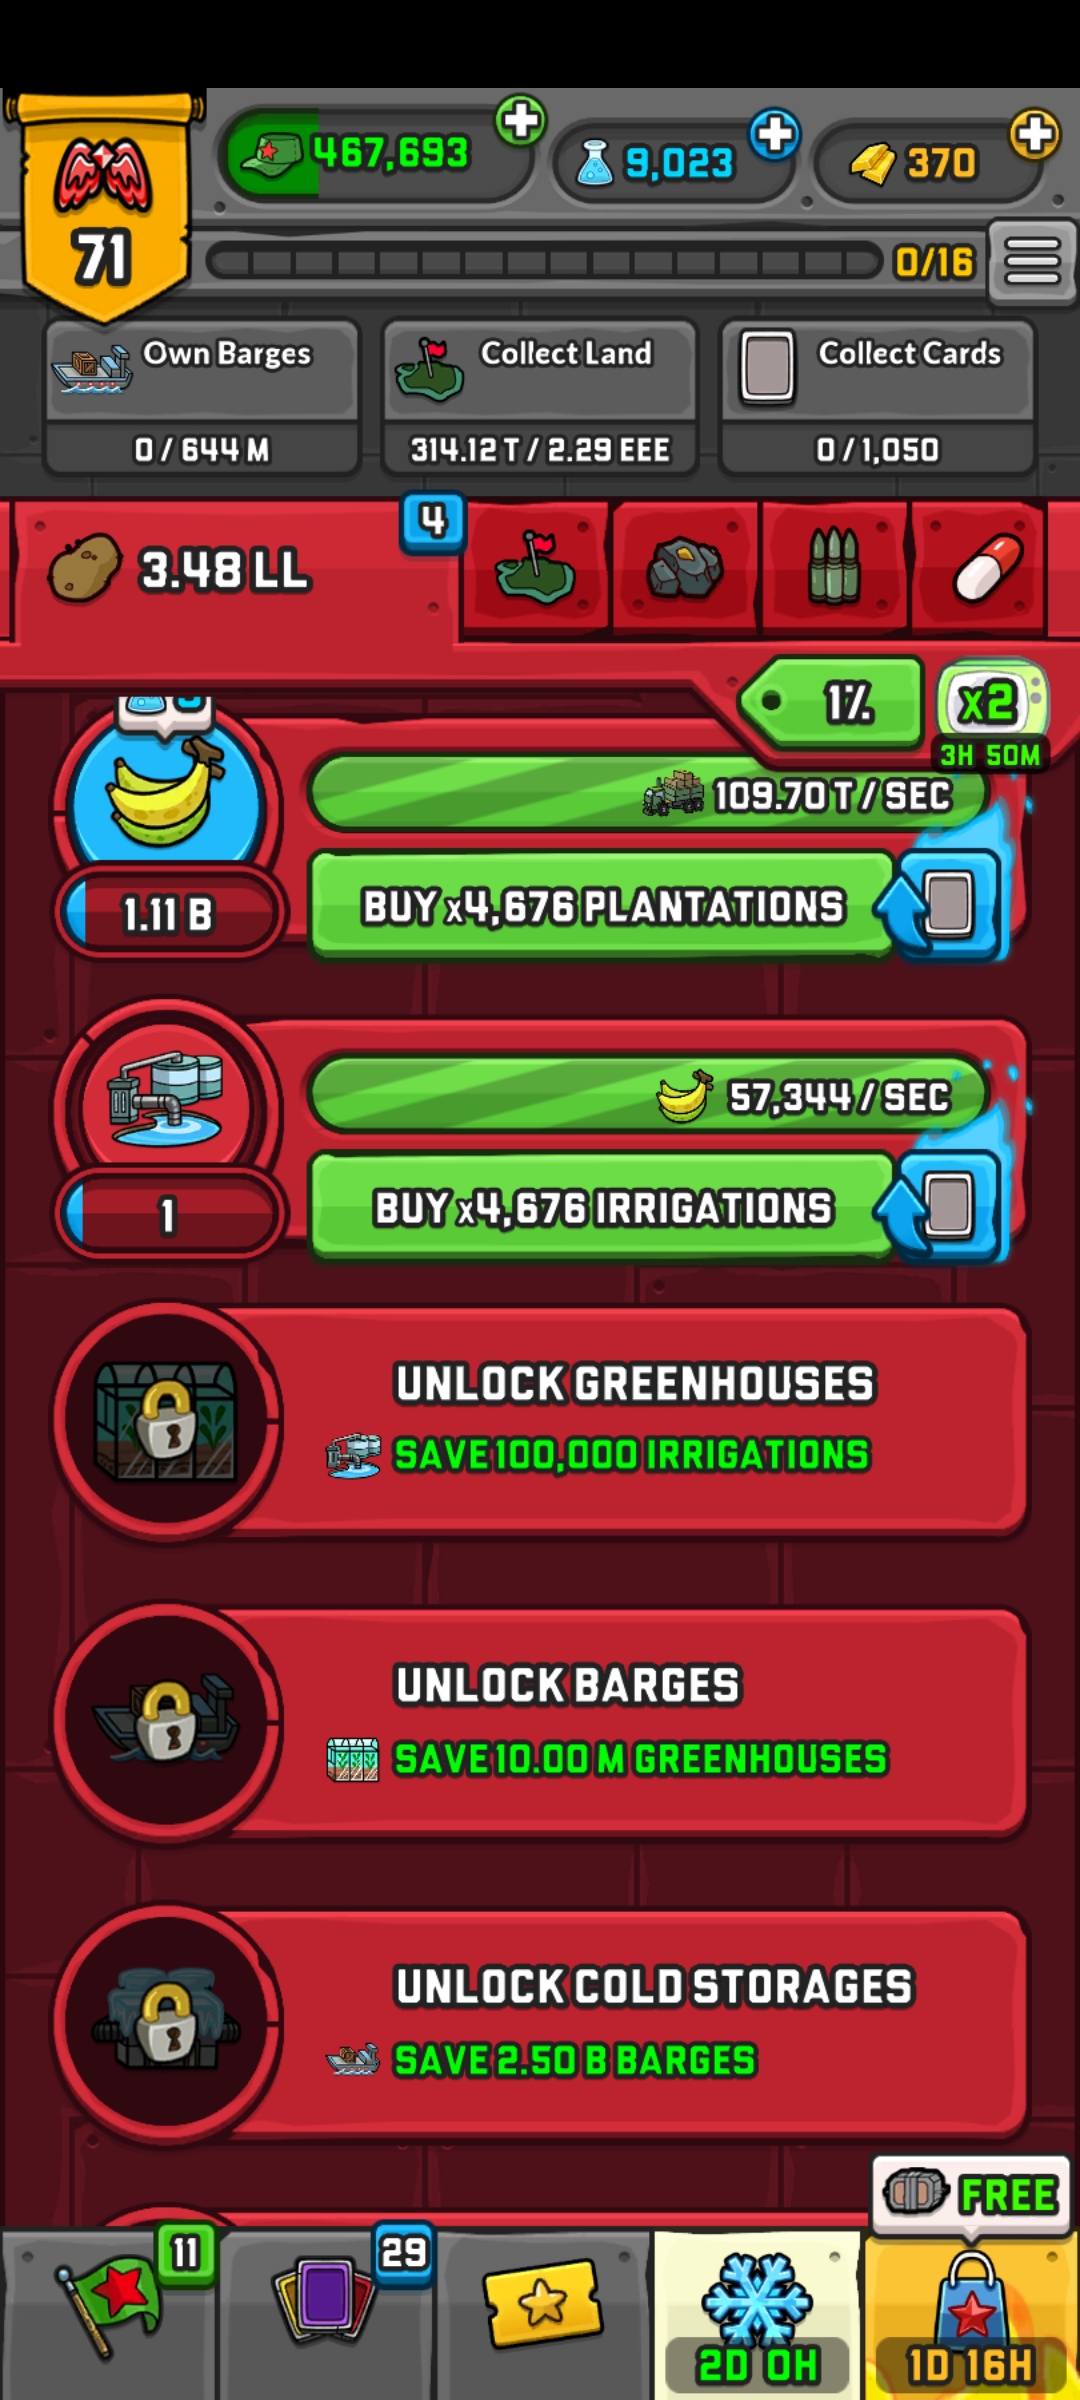 467,693
9,023
370
71
0/16
Own Barges
0 / 644 M
Collect Land
314.12 T / 2.29 EEE
Collect Cards
0 / 1,050
3.48 LL
4
1%
x2
3H 50M
109.70 T / SEC
1.11 B
BUY x4,676 PLANTATIONS
57,344 / SEC
1
BUY x4,676 IRRIGATIONS
UNLOCK GREENHOUSES
SAVE 100,000 IRRIGATIONS
UNLOCK BARGES
SAVE 10.00 M GREENHOUSES
UNLOCK COLD STORAGES
SAVE 2.50 B BARGES
FREE
11
29
2D 0H
1D 16H